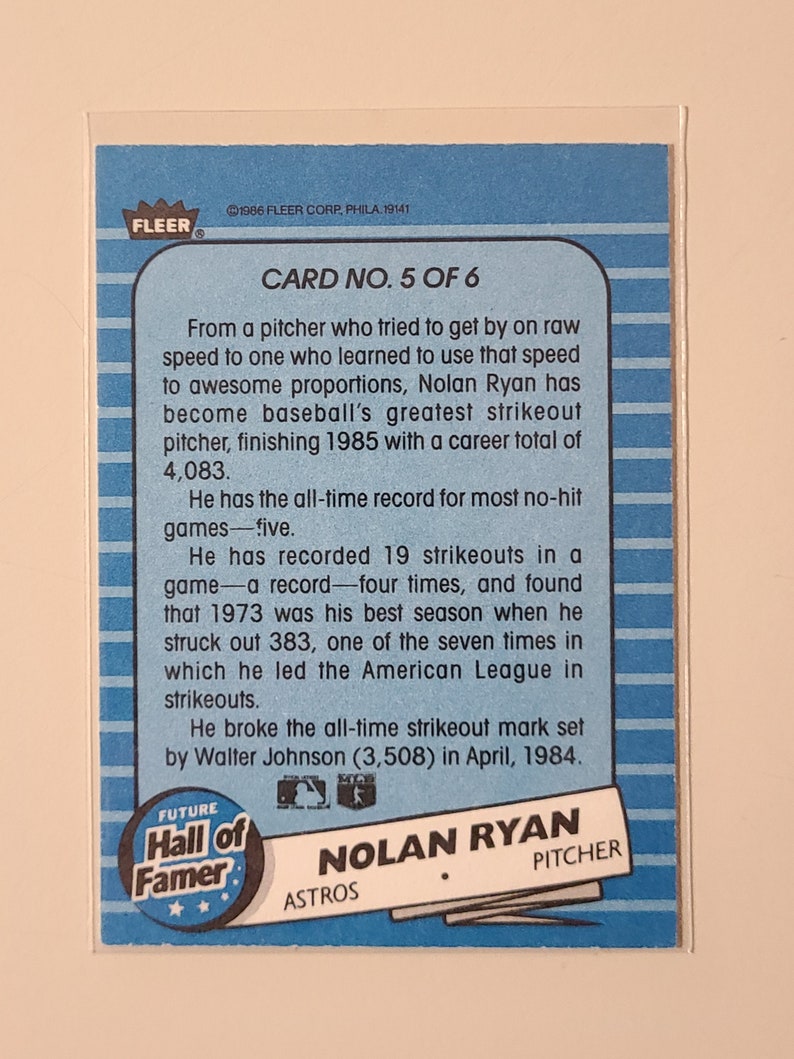 FLEER®
©1986 FLEER CORP., PHILA. 19141
CARD NO. 5 OF 6
From a pitcher who tried to get by on raw
speed to one who learned to use that speed
to awesome proportions, Nolan Ryan has
become baseball's greatest strikeout
pitcher, finishing 1985 with a career total of
4,083.
He has the all-time record for most no-hit
games—five.
He has recorded 19 strikeouts in a
game—a record—four times, and found
that 1973 was his best season when he
struck out 383, one of the seven times in
which he led the American League in
strikeouts.
He broke the all-time strikeout mark set
by Walter Johnson (3,508) in April, 1984.
FUTURE
Hall of
Famer
NOLAN RYAN
ASTROS • PITCHER